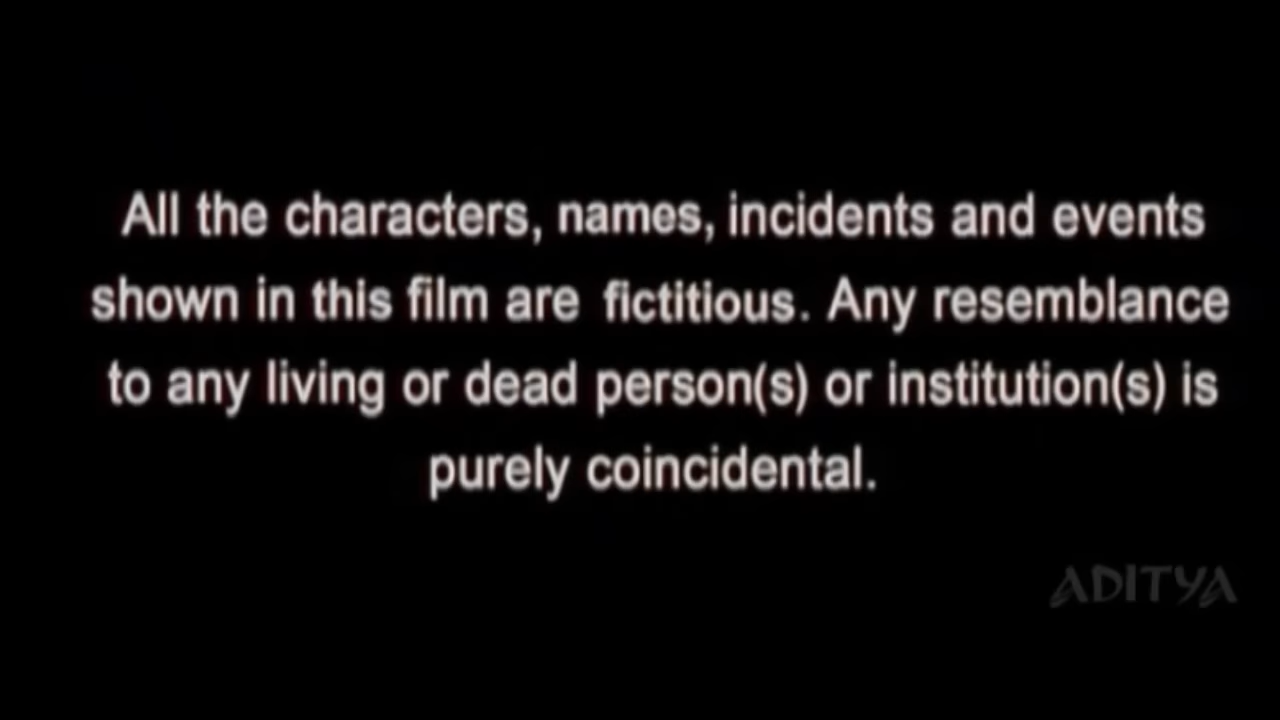 All the characters, names, incidents and events
shown in this film are fictitious. Any resemblance
to any living or dead person(s) or institution(s) is
purely coincidental.
ADITYA